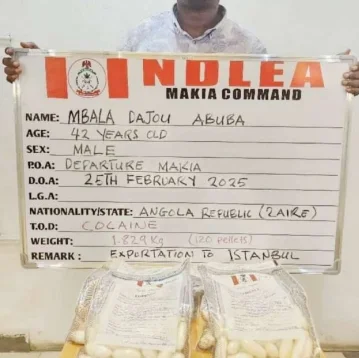 NDLEA
MAKIA COMMAND
NAME: MBALA DAJOU ABUBA
AGE: 42 YEARS OLD
SEX: MALE
P.O.A: DEPARTURE MAKIA
D.O.A: 25TH FEBRUARY 2025
L.G.A:
NATIONALITY/STATE: ANGOLA REPUBLIC (ZAIRE)
T.O.D: COCAINE
WEIGHT: 1.829Kg (120 pellets)
REMARK: EXPORTATION TO ISTANBUL